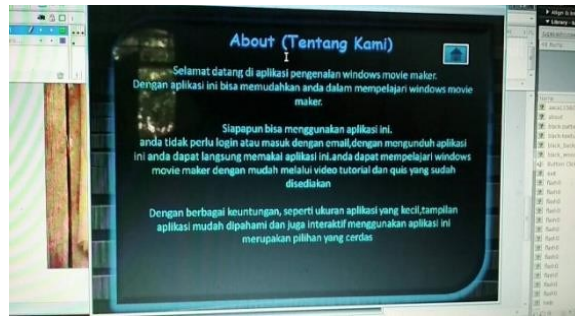 About (Tentang Kami)
Selamat datang di aplikasi pengenalan windows movie maker.
Dengan aplikasi ini bisa memudahkan anda dalam mempelajari windows movie
maker.
Siapapun bisa menggunakan aplikasi ini.
anda tidak perlu login atau masuk dengan email,dengan mengunduh aplikasi
ini anda dapat langsung memakai aplikasi ini.anda dapat mempelajari windows
movie maker dengan mudah melalui video tutorial dan quis yang sudah
disediakan
Dengan berbagai keuntungan, seperti ukuran aplikasi yang kecil,tampilan
aplikasi mudah dipahami dan juga interaktif menggunakan aplikasi ini
merupakan pilihan yang cerdas